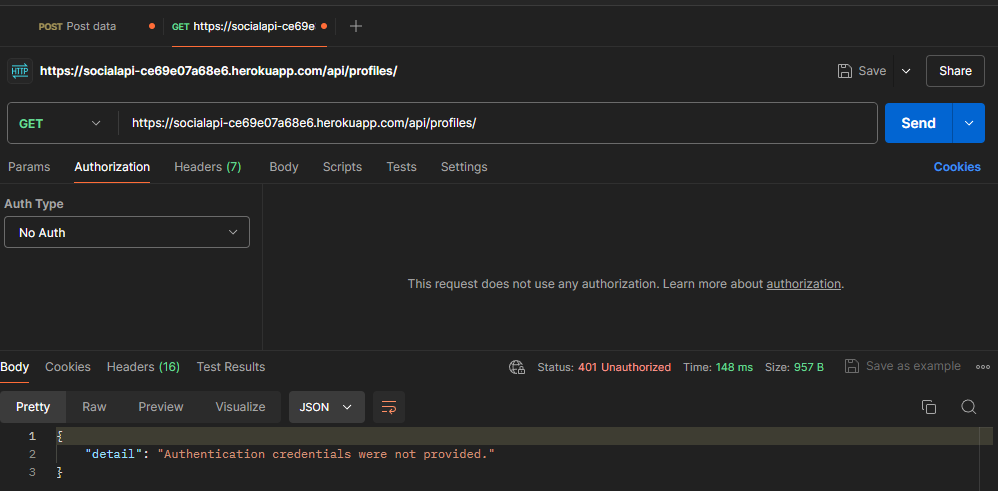 POST Post data GET https://socialapi-ce69e
HTTP https://socialapi-ce69e07a68e6.herokuapp.com/api/profiles/ Save Share
GET https://socialapi-ce69e07a68e6.herokuapp.com/api/profiles/ Send
Params Authorization Headers (7) Body Scripts Tests Settings Cookies
Auth Type
No Auth
This request does not use any authorization. Learn more about authorization.
Body Cookies Headers (16) Test Results Status: 401 Unauthorized Time: 148 ms Size: 957 B Save as example
Pretty Raw Preview Visualize JSON
1 {
2 "detail": "Authentication credentials were not provided."
3 }